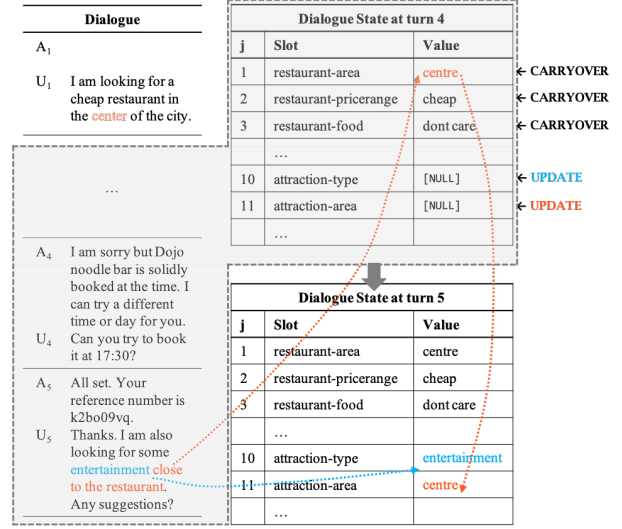 Dialogue
A1
U1 I am looking for a
cheap restaurant in
the center of the city.
...
A4 I am sorry but Dojo
noodle bar is solidly
booked at the time. I
can try a different
time or day for you.
U4 Can you try to book
it at 17:30?
A5 All set. Your
reference number is
k2bo09vq.
U5 Thanks. I am also
looking for some
entertainment close
to the restaurant.
Any suggestions?
Dialogue State at turn 4
j Slot Value
1 restaurant-area centre ← CARRYOVER
2 restaurant-pricerange cheap ← CARRYOVER
3 restaurant-food dont care ← CARRYOVER
...
10 attraction-type [NULL] ← UPDATE
11 attraction-area [NULL] ← UPDATE
...
Dialogue State at turn 5
j Slot Value
1 restaurant-area centre
2 restaurant-pricerange cheap
3 restaurant-food dont care
...
10 attraction-type entertainment
11 attraction-area centre
...